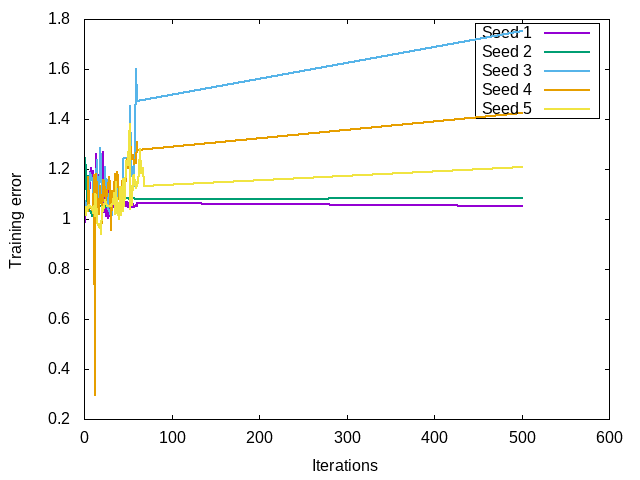 1.8
1.6
1.4
1.2
1
0.8
0.6
0.4
0.2
0 100 200 300 400 500 600
Training error
Iterations
Seed 1
Seed 2
Seed 3
Seed 4
Seed 5